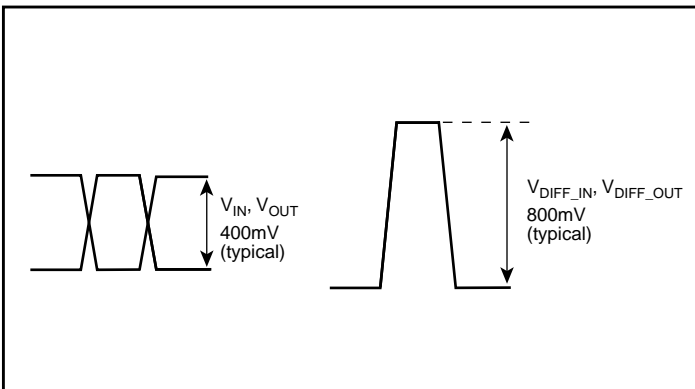 V_IN, V_OUT
400mV
(typical)
V_DIFF_IN, V_DIFF_OUT
800mV
(typical)